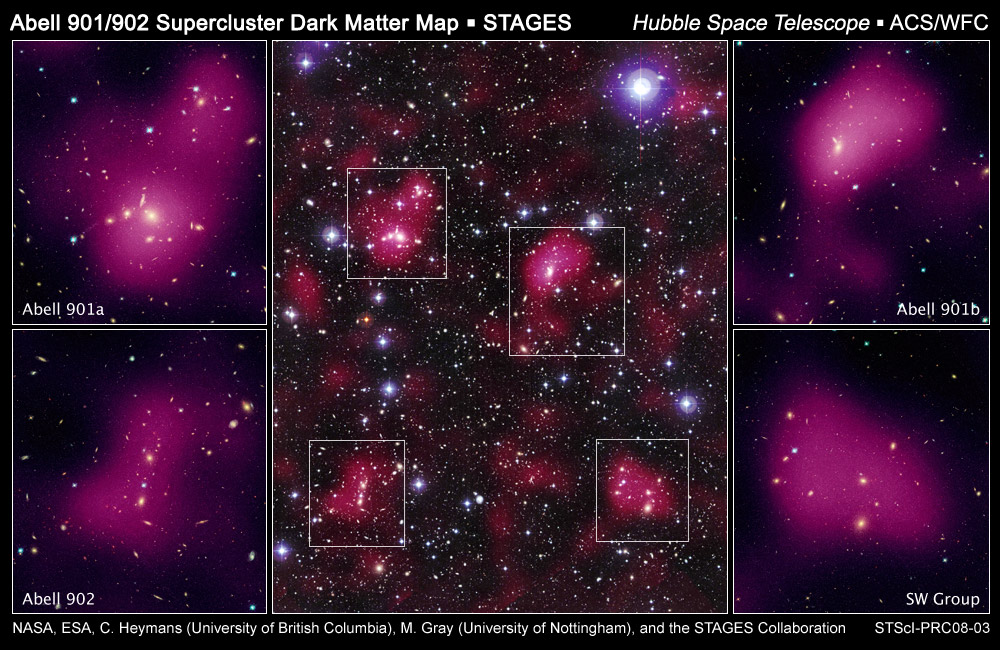 Abell 901/902 Supercluster Dark Matter Map ▪ STAGES
Hubble Space Telescope ▪ ACS/WFC
Abell 901a
Abell 901b
Abell 902
SW Group
NASA, ESA, C. Heymans (University of British Columbia), M. Gray (University of Nottingham), and the STAGES Collaboration
STScI-PRC08-03